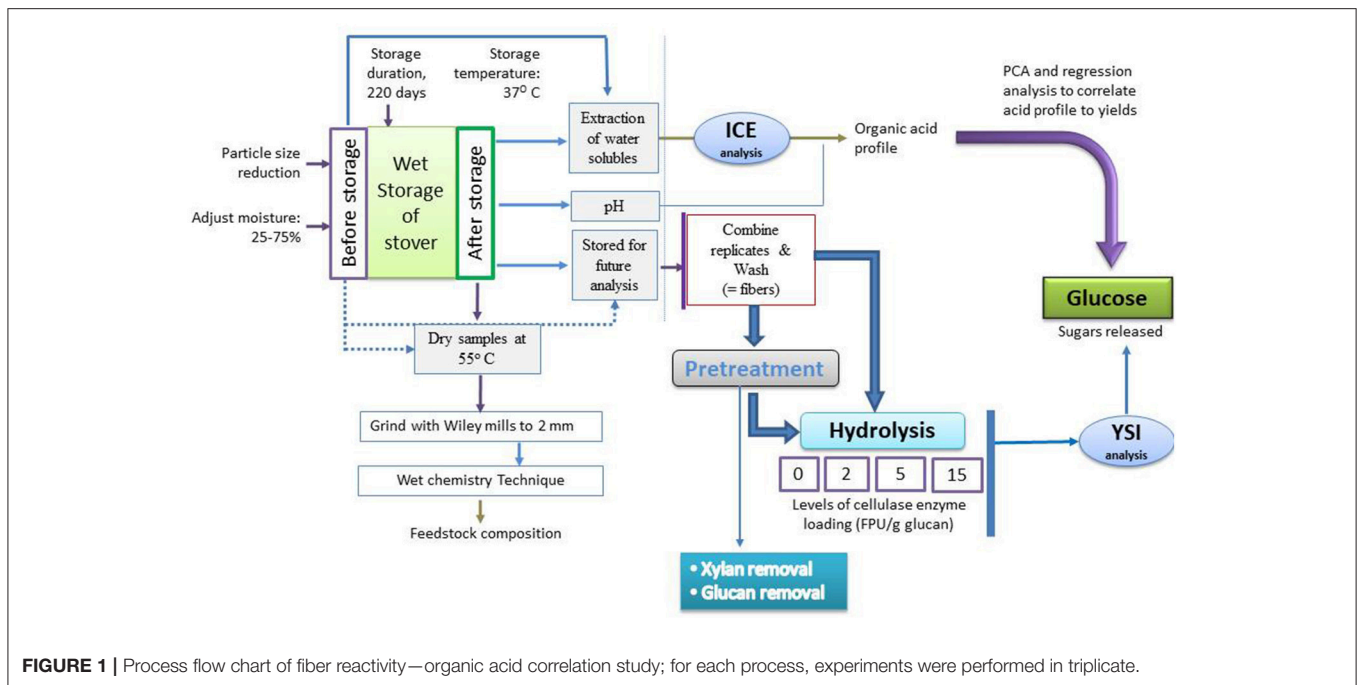 Storage
duration,
220 days
Storage
temperature:
37⁰ C
Particle size
reduction
Adjust moisture:
25-75%
Before storage
Wet
Storage
of
stover
After storage
Extraction
of water
solubles
pH
Stored for
future
analysis
ICE
analysis
Organic acid
profile
PCA and regression
analysis to correlate
acid profile to yields
Combine
replicates &
Wash
(= fibers)
Glucose
Sugars released
Dry samples at
55° C
Pretreatment
Grind with Wiley mills to 2 mm
Hydrolysis
YSI
analysis
0 2 5 15
Wet chemistry Technique
Levels of cellulase enzyme
loading (FPU/g glucan)
Feedstock composition
• Xylan removal
• Glucan removal
FIGURE 1 | Process flow chart of fiber reactivity—organic acid correlation study; for each process, experiments were performed in triplicate.